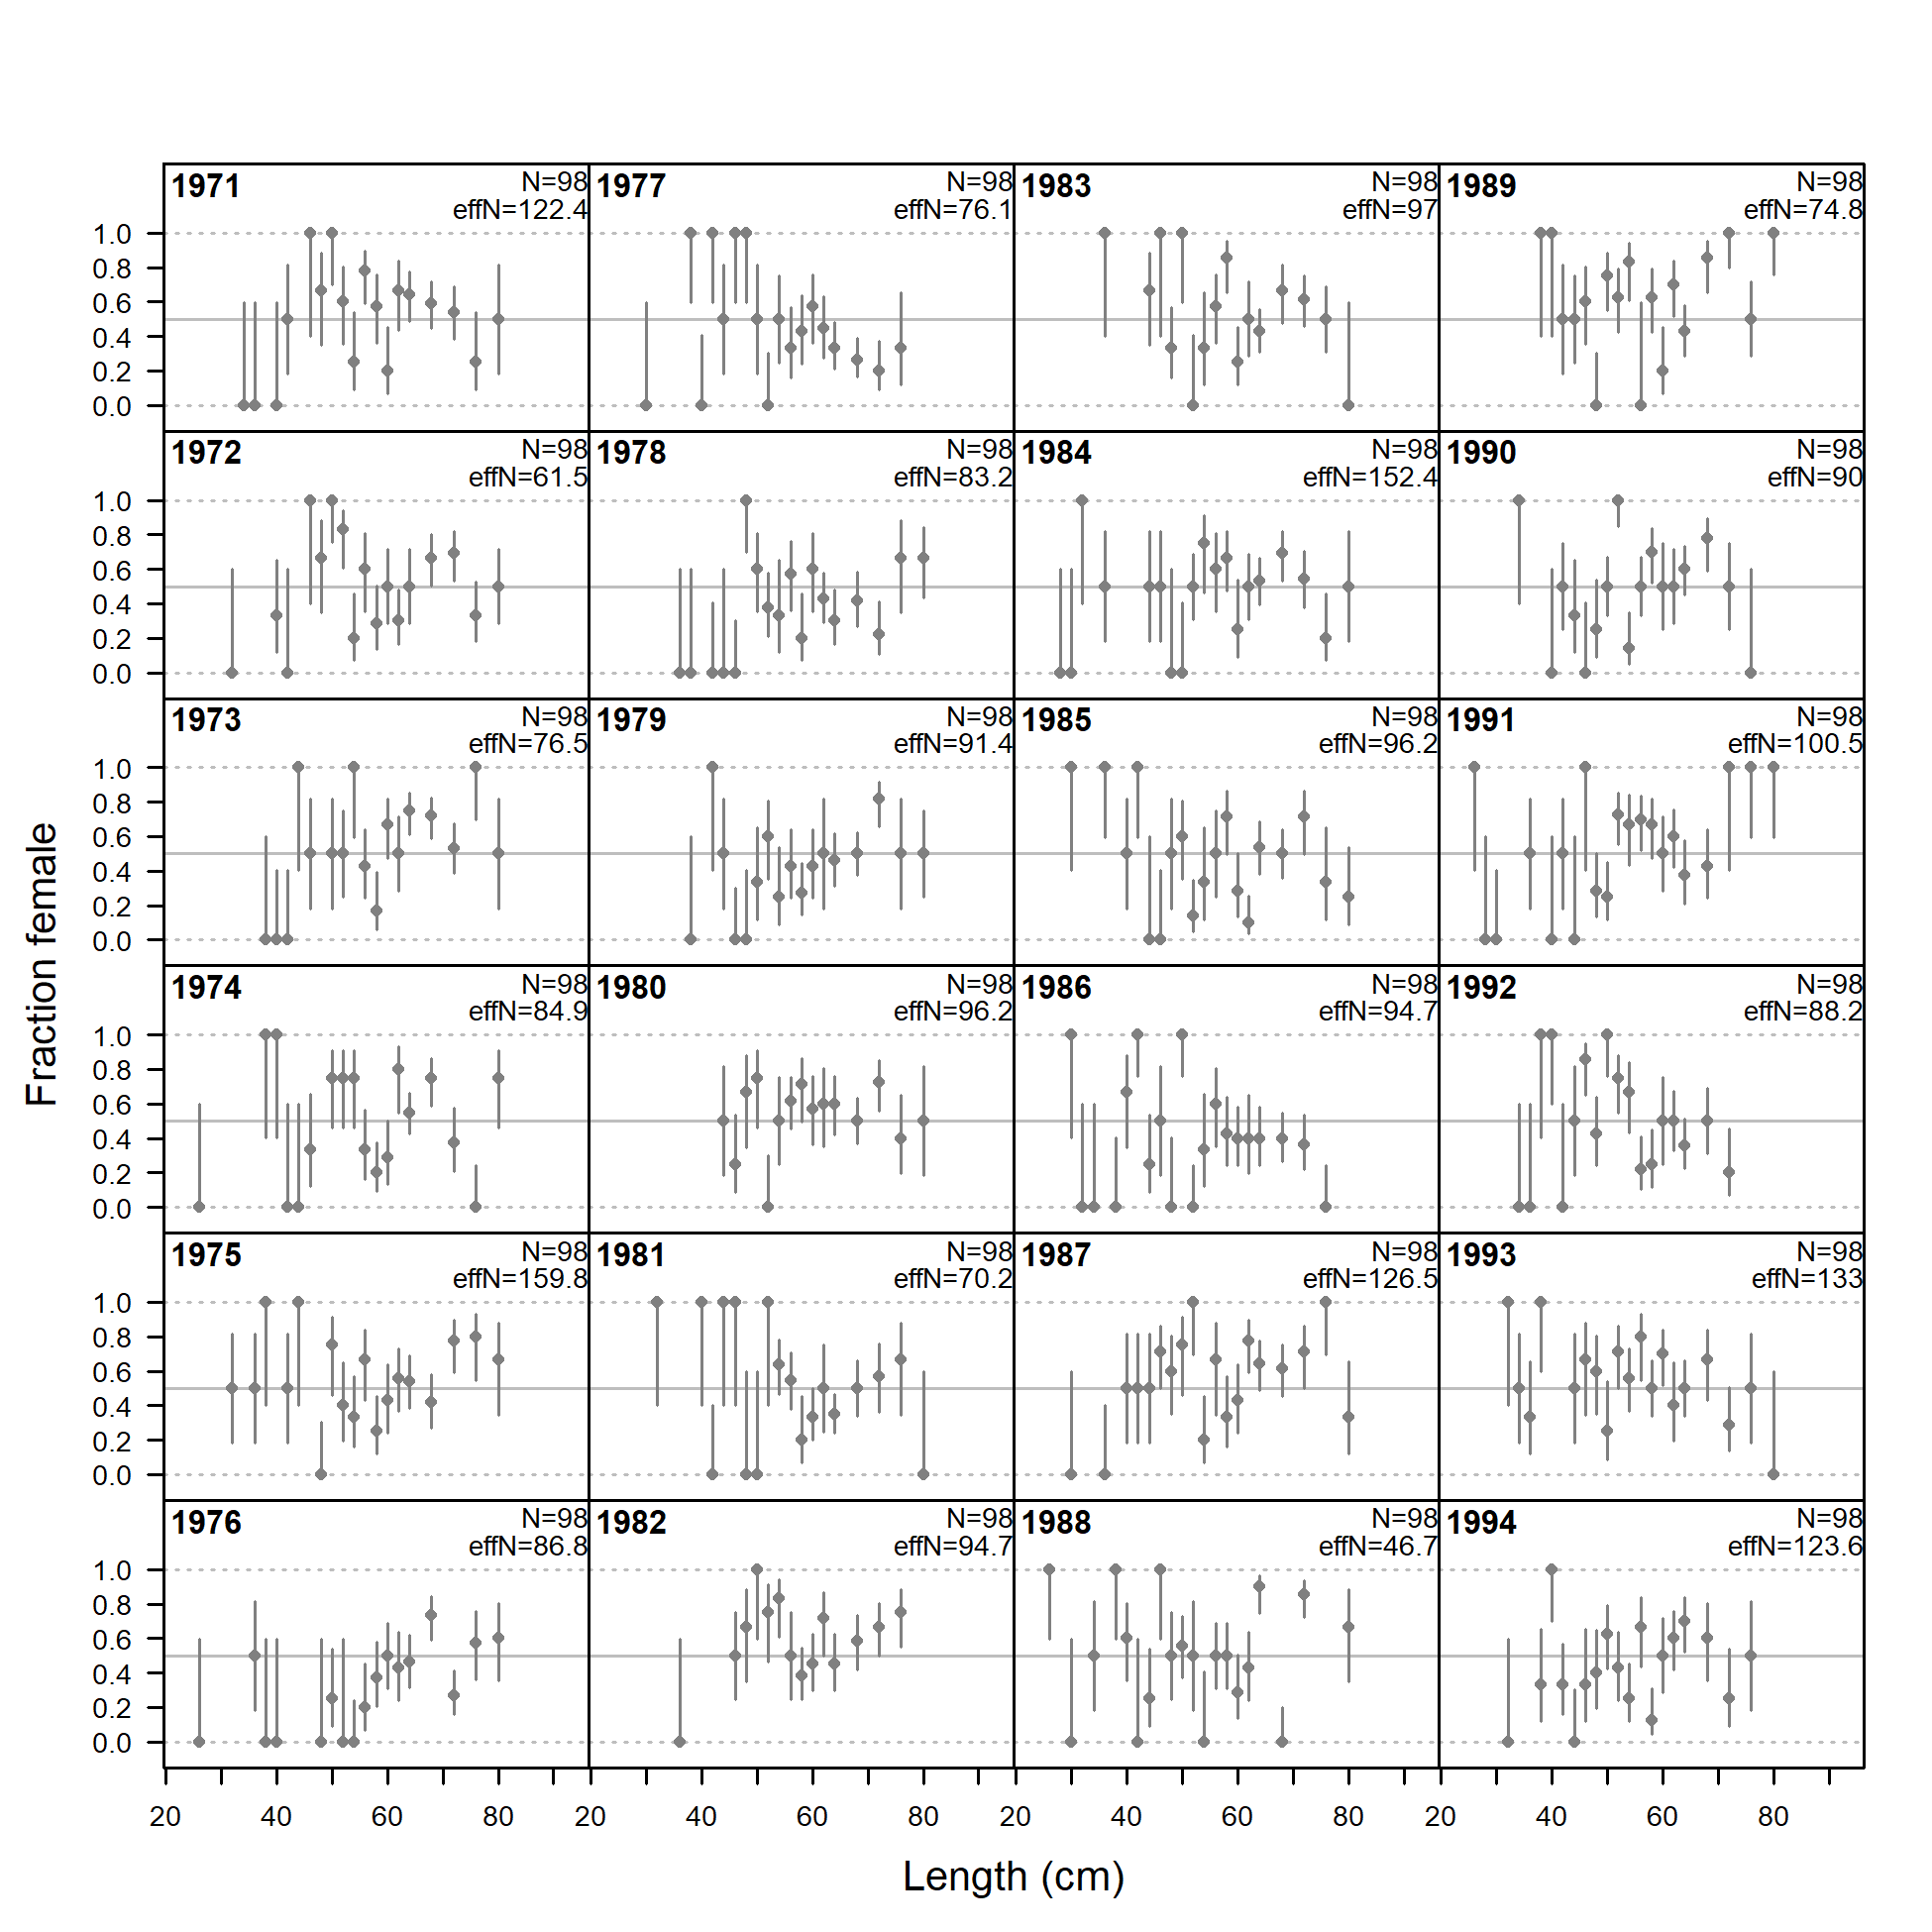 1971 N=98 1977 N=98 1983 N=98 1989 N=98
effN=122.4 effN=76.1 effN=97 effN=74.8
1.0
0.8
0.6
0.4
0.2
0.0
1972 N=98 1978 N=98 1984 N=98 1990 N=98
effN=61.5 effN=83.2 effN=152.4 effN=90
1.0
0.8
0.6
0.4
0.2
0.0
1973 N=98 1979 N=98 1985 N=98 1991 N=98
effN=76.5 effN=91.4 effN=96.2 effN=100.5
1.0
0.8
0.6
0.4
0.2
0.0
Fraction female
1974 N=98 1980 N=98 1986 N=98 1992 N=98
effN=84.9 effN=96.2 effN=94.7 effN=88.2
1.0
0.8
0.6
0.4
0.2
0.0
1975 N=98 1981 N=98 1987 N=98 1993 N=98
effN=159.8 effN=70.2 effN=126.5 effN=133
1.0
0.8
0.6
0.4
0.2
0.0
1976 N=98 1982 N=98 1988 N=98 1994 N=98
effN=86.8 effN=94.7 effN=46.7 effN=123.6
1.0
0.8
0.6
0.4
0.2
0.0
20 40 60 80 20 40 60 80 20 40 60 80 20 40 60 80
Length (cm)